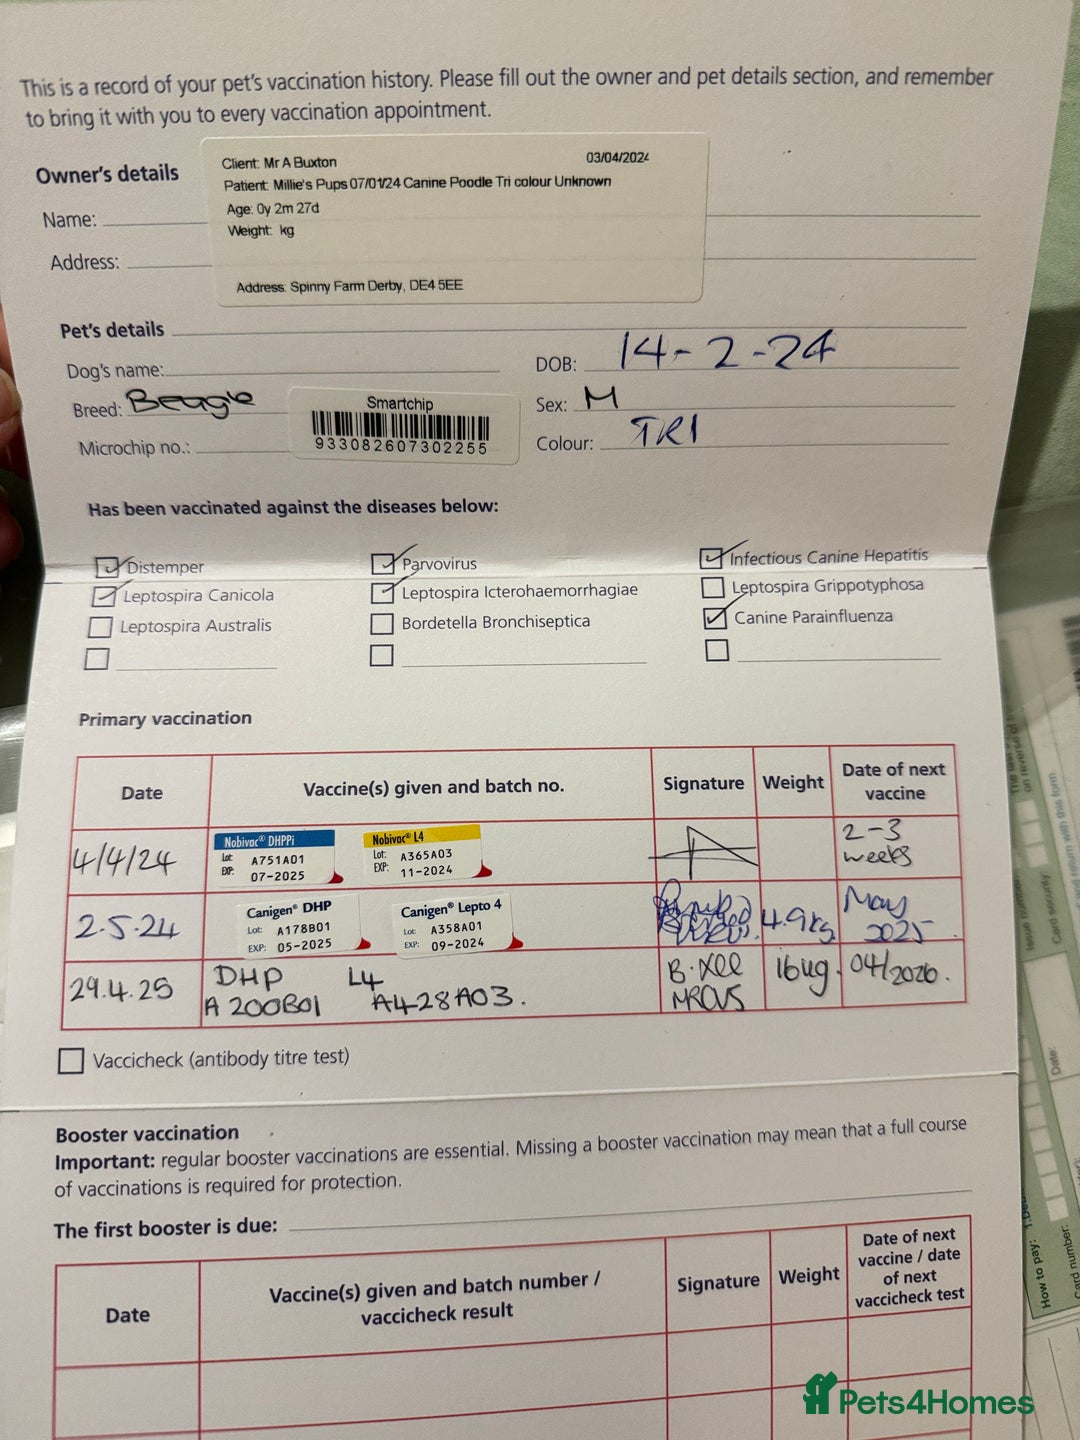 This is a record of your pet's vaccination history. Please fill out the owner and pet details section, and remember
to bring it with you to every vaccination appointment.
Owner's details
Client: Mr A Buxton 03/04/2024
Patient: Millie's Pups 07/01/24 Canine Poodle Tri colour Unknown
Age: 0y 2m 27d
Weight: kg
Address: Spinny Farm Derby, DE4 5EE
Name:
Address:
Pet's details
Dog's name: DOB: 14-2-24
Breed: Beagle Sex: M
Smartchip
933082607302255
Microchip no.: Colour: TRI
Has been vaccinated against the diseases below:
Distemper Parvovirus Infectious Canine Hepatitis
Leptospira Canicola Leptospira Icterohaemorrhagiae Leptospira Grippotyphosa
Leptospira Australis Bordetella Bronchiseptica Canine Parainfluenza
Primary vaccination
Date Vaccine(s) given and batch no. Signature Weight Date of next vaccine
4/4/24 Nobivac® DHPPi Lot: A751A01 EXP: 07-2025 Nobivac® L4 Lot: A365A03 EXP: 11-2024 2-3 weeks
2.5.24 Canigen® DHP Lot: A178B01 EXP: 05-2025 Canigen® Lepto 4 Lot: A358A01 EXP: 09-2024 4.9kg May 2025
29.4.25 DHP A200B01 L4 A428A03. MRCVS 16kg. 04/2026.
Vaccicheck (antibody titre test)
Booster vaccination
Important: regular booster vaccinations are essential. Missing a booster vaccination may mean that a full course
of vaccinations is required for protection.
The first booster is due:
Date Vaccine(s) given and batch number / vaccicheck result Signature Weight Date of next vaccine / date of next vaccicheck test
Issue number
Card security
Date:
How to pay:
Card number:
Pets4Homes